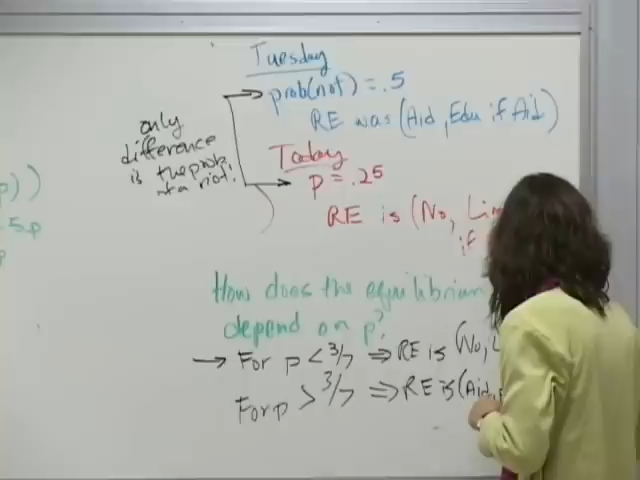 Tuesday
prob(riot) = .5
RE was (Aid, Edu if Aid)
only
difference
is the prob.
of a riot!
Today
p = .25
RE is (No, Lim
if
p))
.5p
p
How does the equilibrium
depend on p?
→ For p < 3/7 ⇒ RE is (No, L
For p > 3/7 ⇒ RE is (Aid,